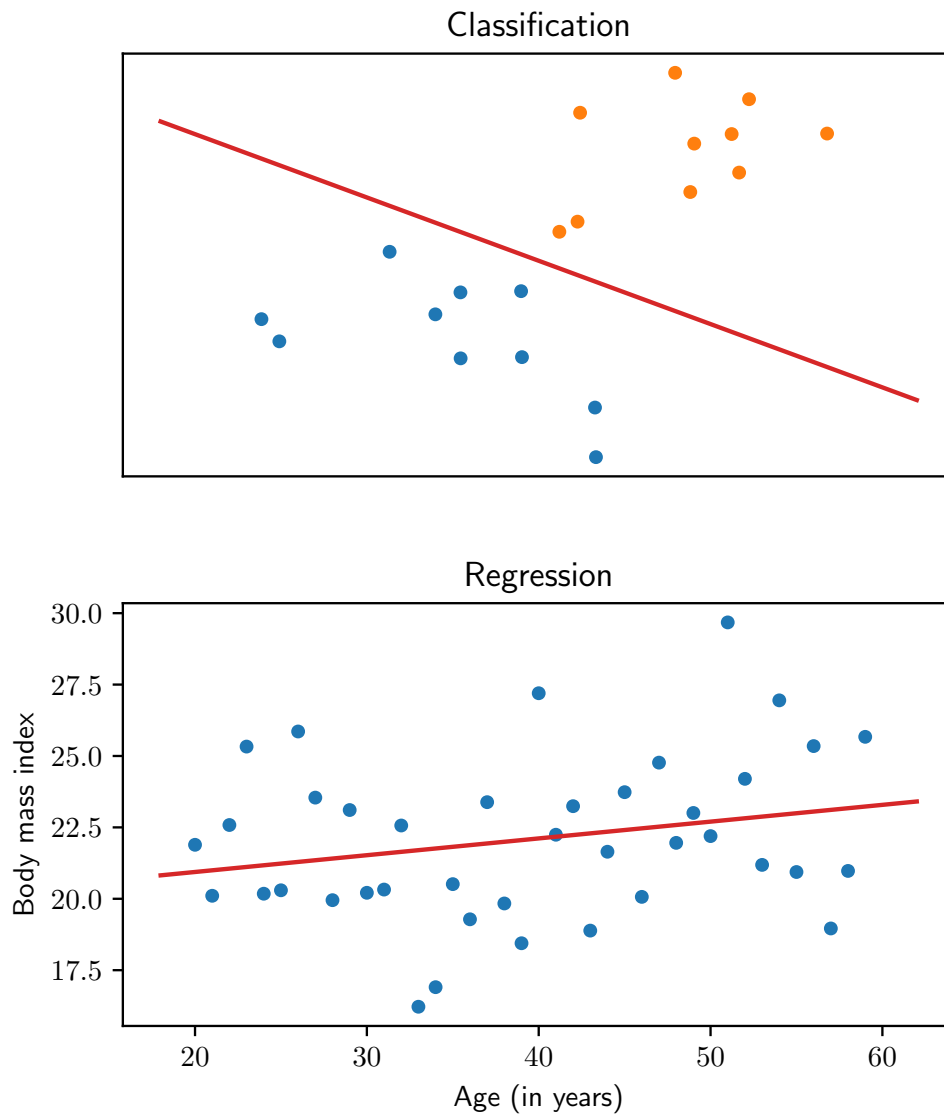 Classification
Regression
30.0
27.5
25.0
22.5
20.0
17.5
Body mass index
20 30 40 50 60
Age (in years)